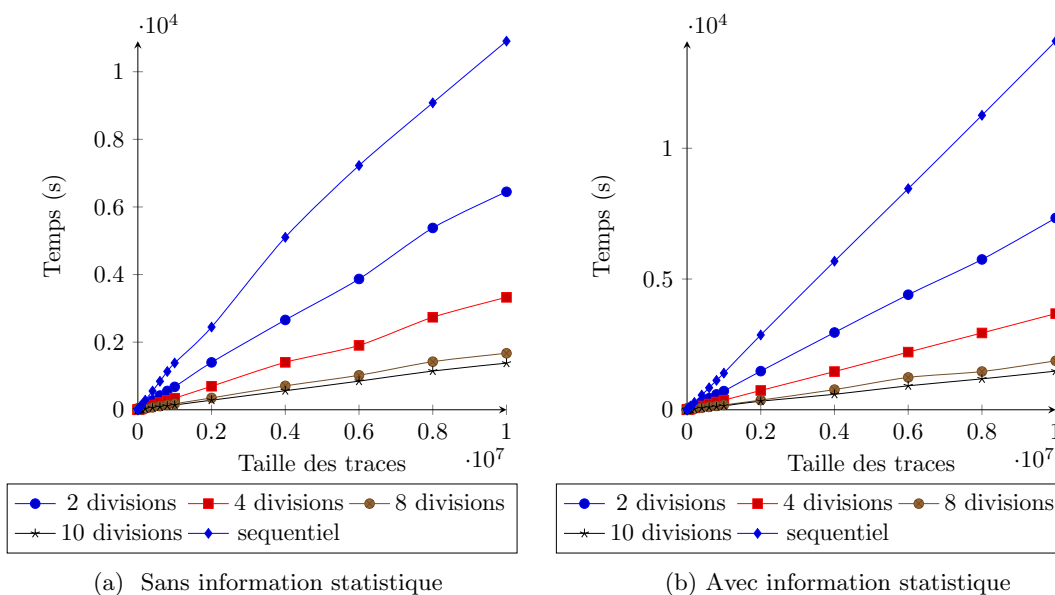 ·10^4
1
0.8
0.6
0.4
0.2
0
Temps (s)
0 0.2 0.4 0.6 0.8 1
Taille des traces
·10^7
2 divisions 4 divisions 8 divisions
10 divisions sequentiel
(a) Sans information statistique
·10^4
1
0.5
0
Temps (s)
0 0.2 0.4 0.6 0.8 1
Taille des traces
·10^7
2 divisions 4 divisions 8 divisions
10 divisions sequentiel
(b) Avec information statistique